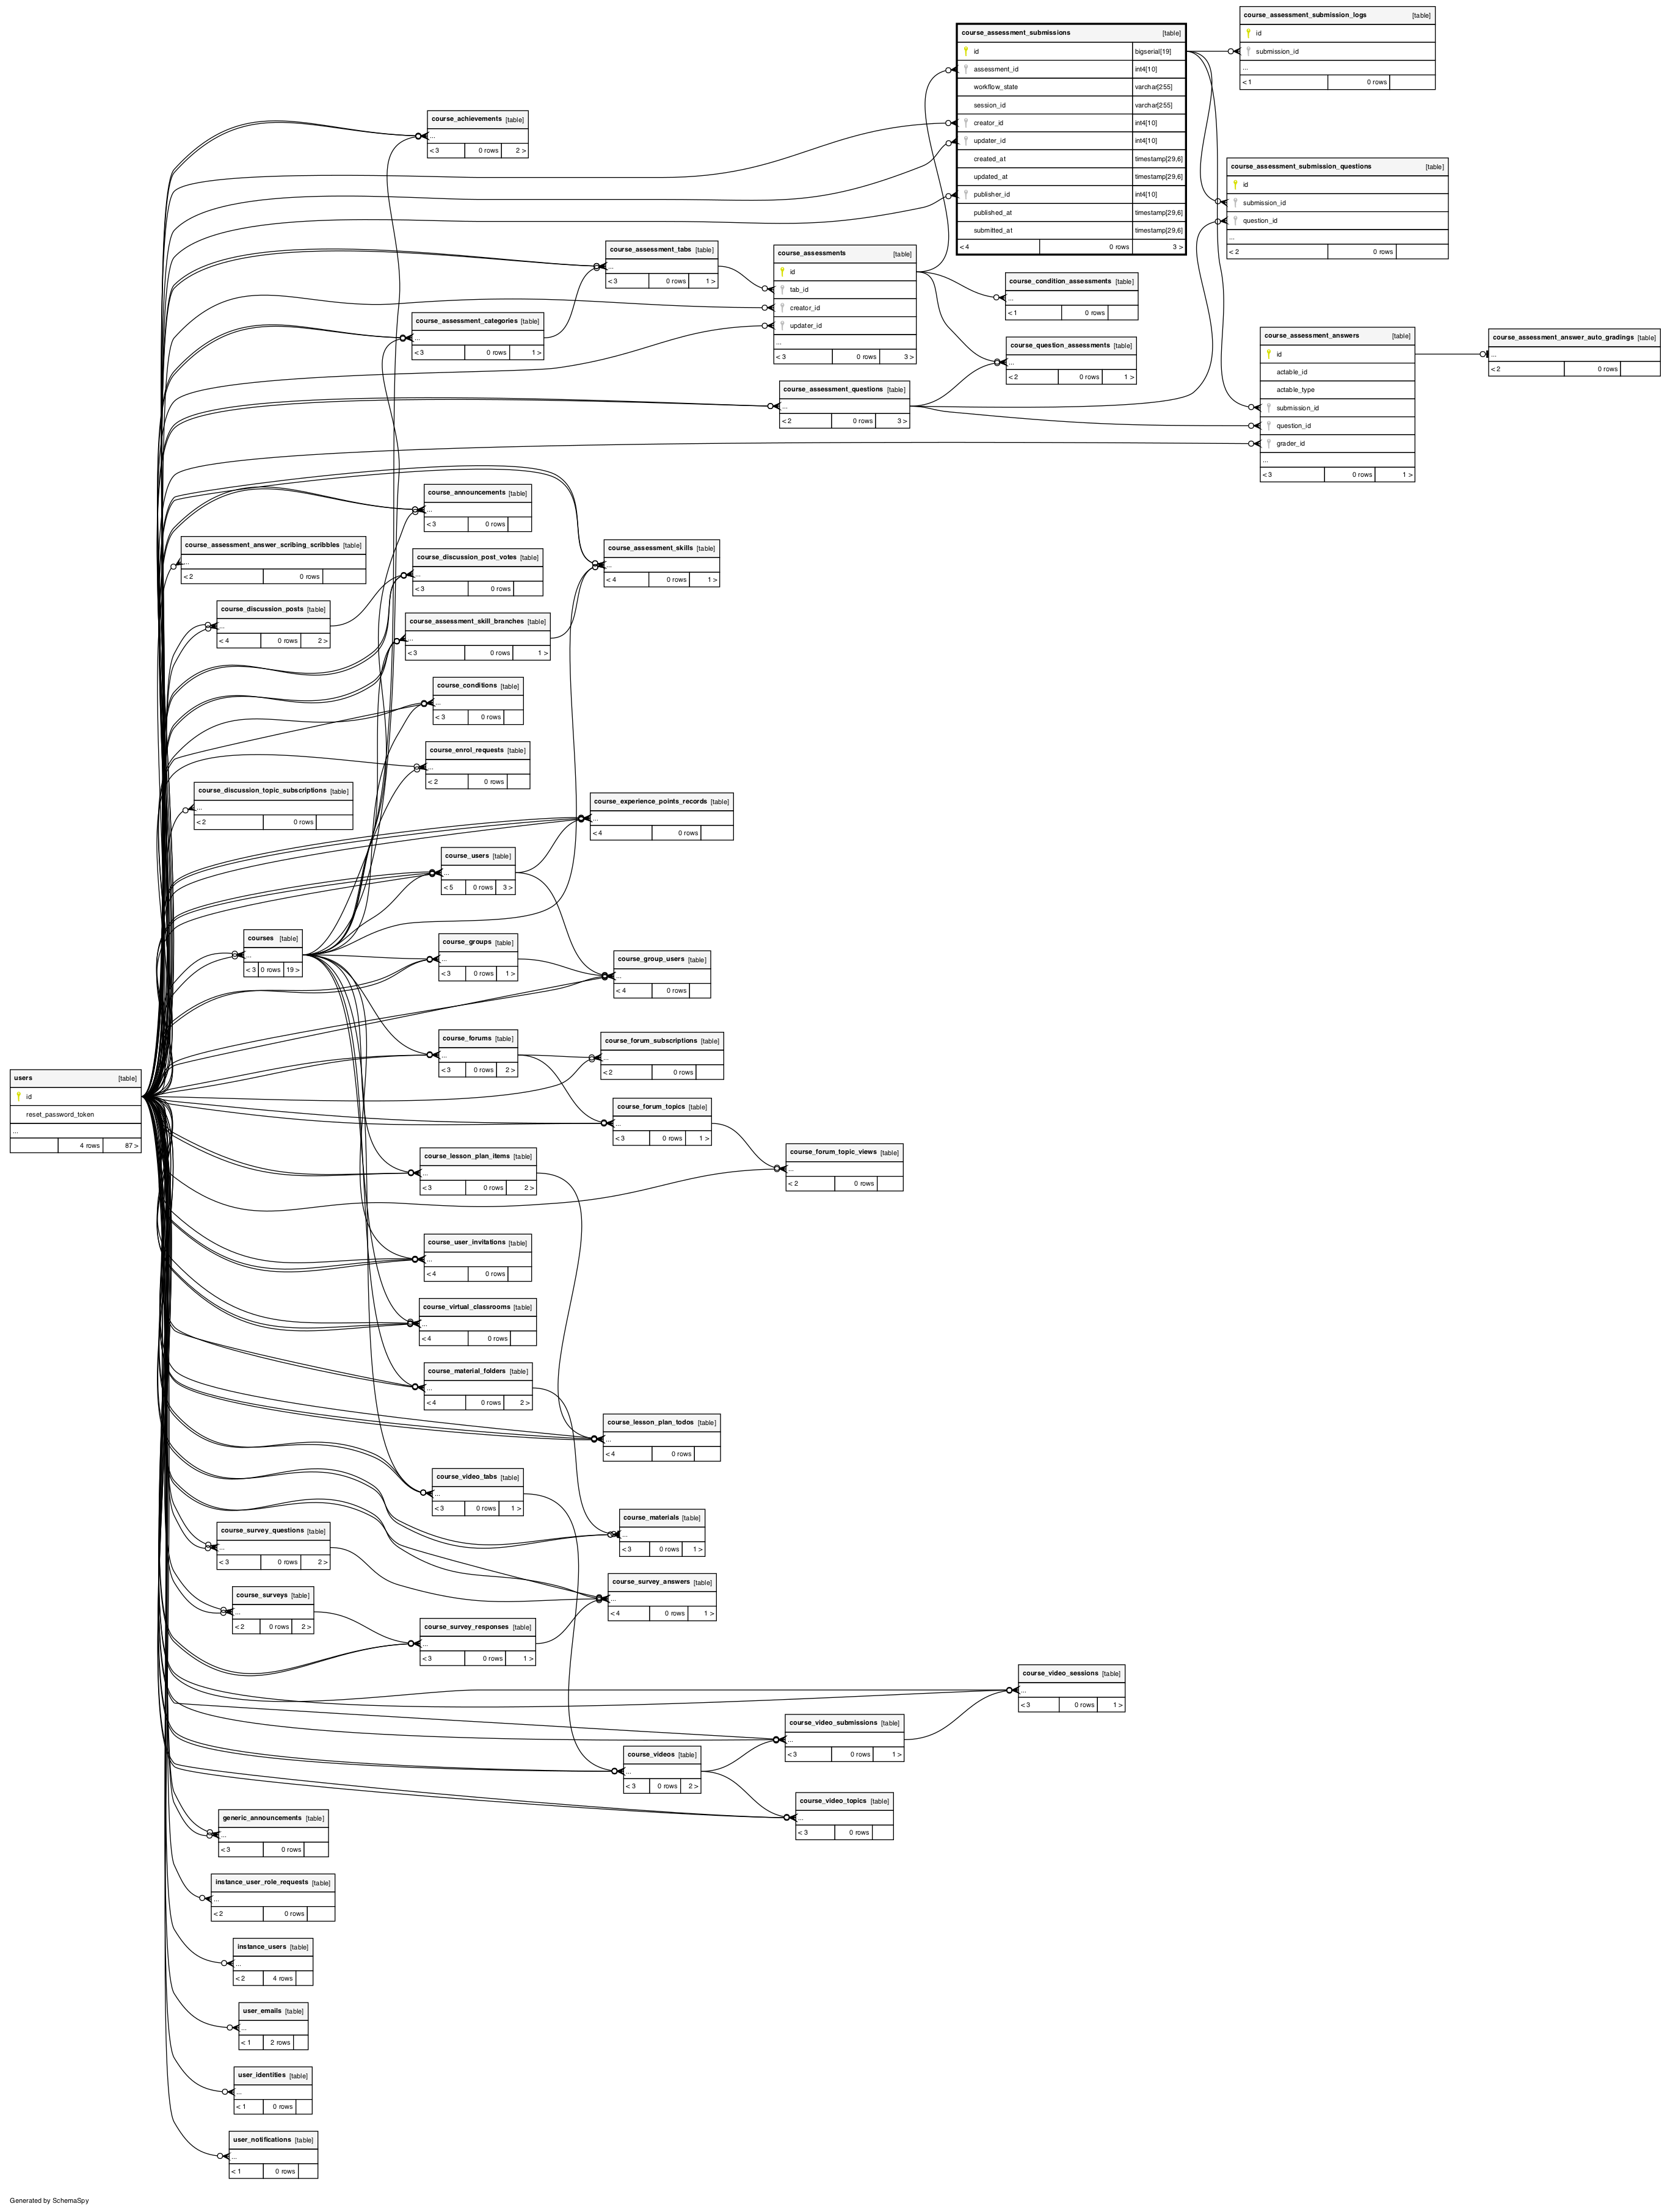 course_assessment_submission_logs [table]
id
submission_id
...
< 1 0 rows
course_assessment_submissions [table]
id bigserial[19]
assessment_id int4[10]
workflow_state varchar[255]
session_id varchar[255]
creator_id int4[10]
updater_id int4[10]
created_at timestamp[29,6]
updated_at timestamp[29,6]
publisher_id int4[10]
published_at timestamp[29,6]
submitted_at timestamp[29,6]
< 4 0 rows 3 >
course_achievements [table]
...
< 3 0 rows 2 >
course_assessment_submission_questions [table]
id
submission_id
question_id
...
< 2 0 rows
course_assessment_tabs [table]
...
< 3 0 rows 1 >
course_assessments [table]
id
tab_id
creator_id
updater_id
...
< 3 0 rows 3 >
course_condition_assessments [table]
...
< 1 0 rows
course_assessment_categories [table]
...
< 3 0 rows 1 >
course_question_assessments [table]
...
< 2 0 rows 1 >
course_assessment_answers [table]
id
actable_id
actable_type
submission_id
question_id
grader_id
...
< 3 0 rows 1 >
course_assessment_answer_auto_gradings [table]
...
< 2 0 rows
course_assessment_questions [table]
...
< 2 0 rows 3 >
course_announcements [table]
...
< 3 0 rows
course_assessment_answer_scribing_scribbles [table]
...
< 2 0 rows
course_discussion_post_votes [table]
...
< 3 0 rows
course_assessment_skills [table]
...
< 4 0 rows 1 >
course_discussion_posts [table]
...
< 4 0 rows 2 >
course_assessment_skill_branches [table]
...
< 3 0 rows 1 >
course_conditions [table]
...
< 3 0 rows
course_enrol_requests [table]
...
< 2 0 rows
course_discussion_topic_subscriptions [table]
...
< 2 0 rows
course_experience_points_records [table]
...
< 4 0 rows
course_users [table]
...
< 5 0 rows 3 >
courses [table]
...
< 3 0 rows 19 >
course_groups [table]
...
< 3 0 rows 1 >
course_group_users [table]
...
< 4 0 rows
course_forums [table]
...
< 3 0 rows 2 >
course_forum_subscriptions [table]
...
< 2 0 rows
users [table]
id
reset_password_token
...
4 rows 87 >
course_forum_topics [table]
...
< 3 0 rows 1 >
course_forum_topic_views [table]
...
< 2 0 rows
course_lesson_plan_items [table]
...
< 3 0 rows 2 >
course_user_invitations [table]
...
< 4 0 rows
course_virtual_classrooms [table]
...
< 4 0 rows
course_material_folders [table]
...
< 4 0 rows 2 >
course_lesson_plan_todos [table]
...
< 4 0 rows
course_video_tabs [table]
...
< 3 0 rows 1 >
course_materials [table]
...
< 3 0 rows 1 >
course_survey_questions [table]
...
< 3 0 rows 2 >
course_survey_answers [table]
...
< 4 0 rows 1 >
course_surveys [table]
...
< 2 0 rows 2 >
course_survey_responses [table]
...
< 3 0 rows 1 >
course_video_sessions [table]
...
< 3 0 rows 1 >
course_video_submissions [table]
...
< 3 0 rows 1 >
course_videos [table]
...
< 3 0 rows 2 >
course_video_topics [table]
...
< 3 0 rows
generic_announcements [table]
...
< 3 0 rows
instance_user_role_requests [table]
...
< 2 0 rows
instance_users [table]
...
< 2 4 rows
user_emails [table]
...
< 1 2 rows
user_identities [table]
...
< 1 0 rows
user_notifications [table]
...
< 1 0 rows
Generated by SchemaSpy